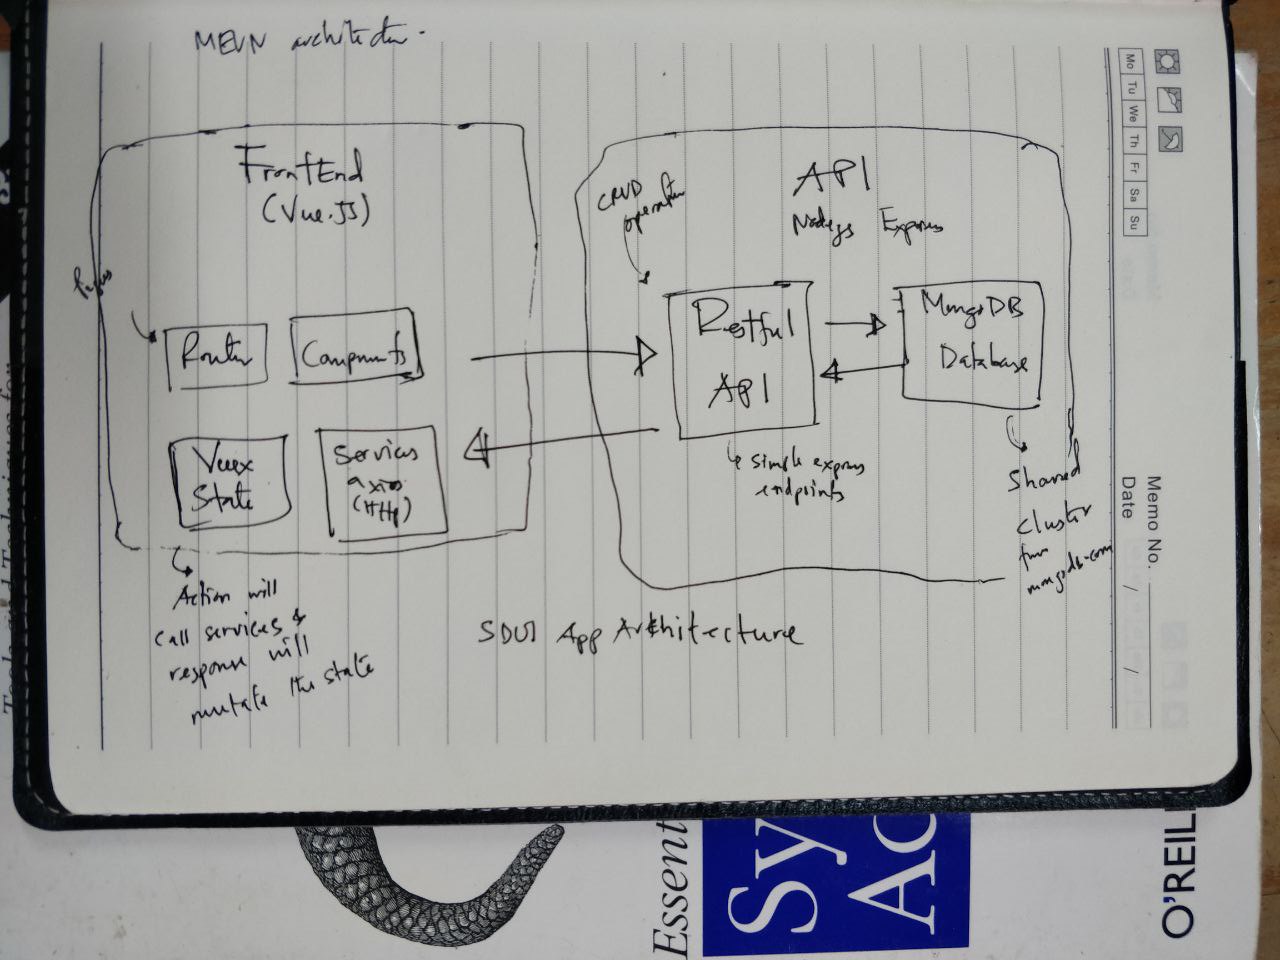 MEVN
FrontEnd
(Vue.JS)
Router
Components
Vuex
State
Services
axios
(HTTP)
Action will
call services &
response will
mutate the state
CRUD
operation
API
Nodejs Express
Restful
API
MongoDB
Database
↳ simple express
endpoints
Shared
cluster
from
mongodb.com
SDUI App Architecture
Mo Tu We Th Fr Sa Su
Memo No.
Date / /
Essent
Sy
Ac
O'REIL